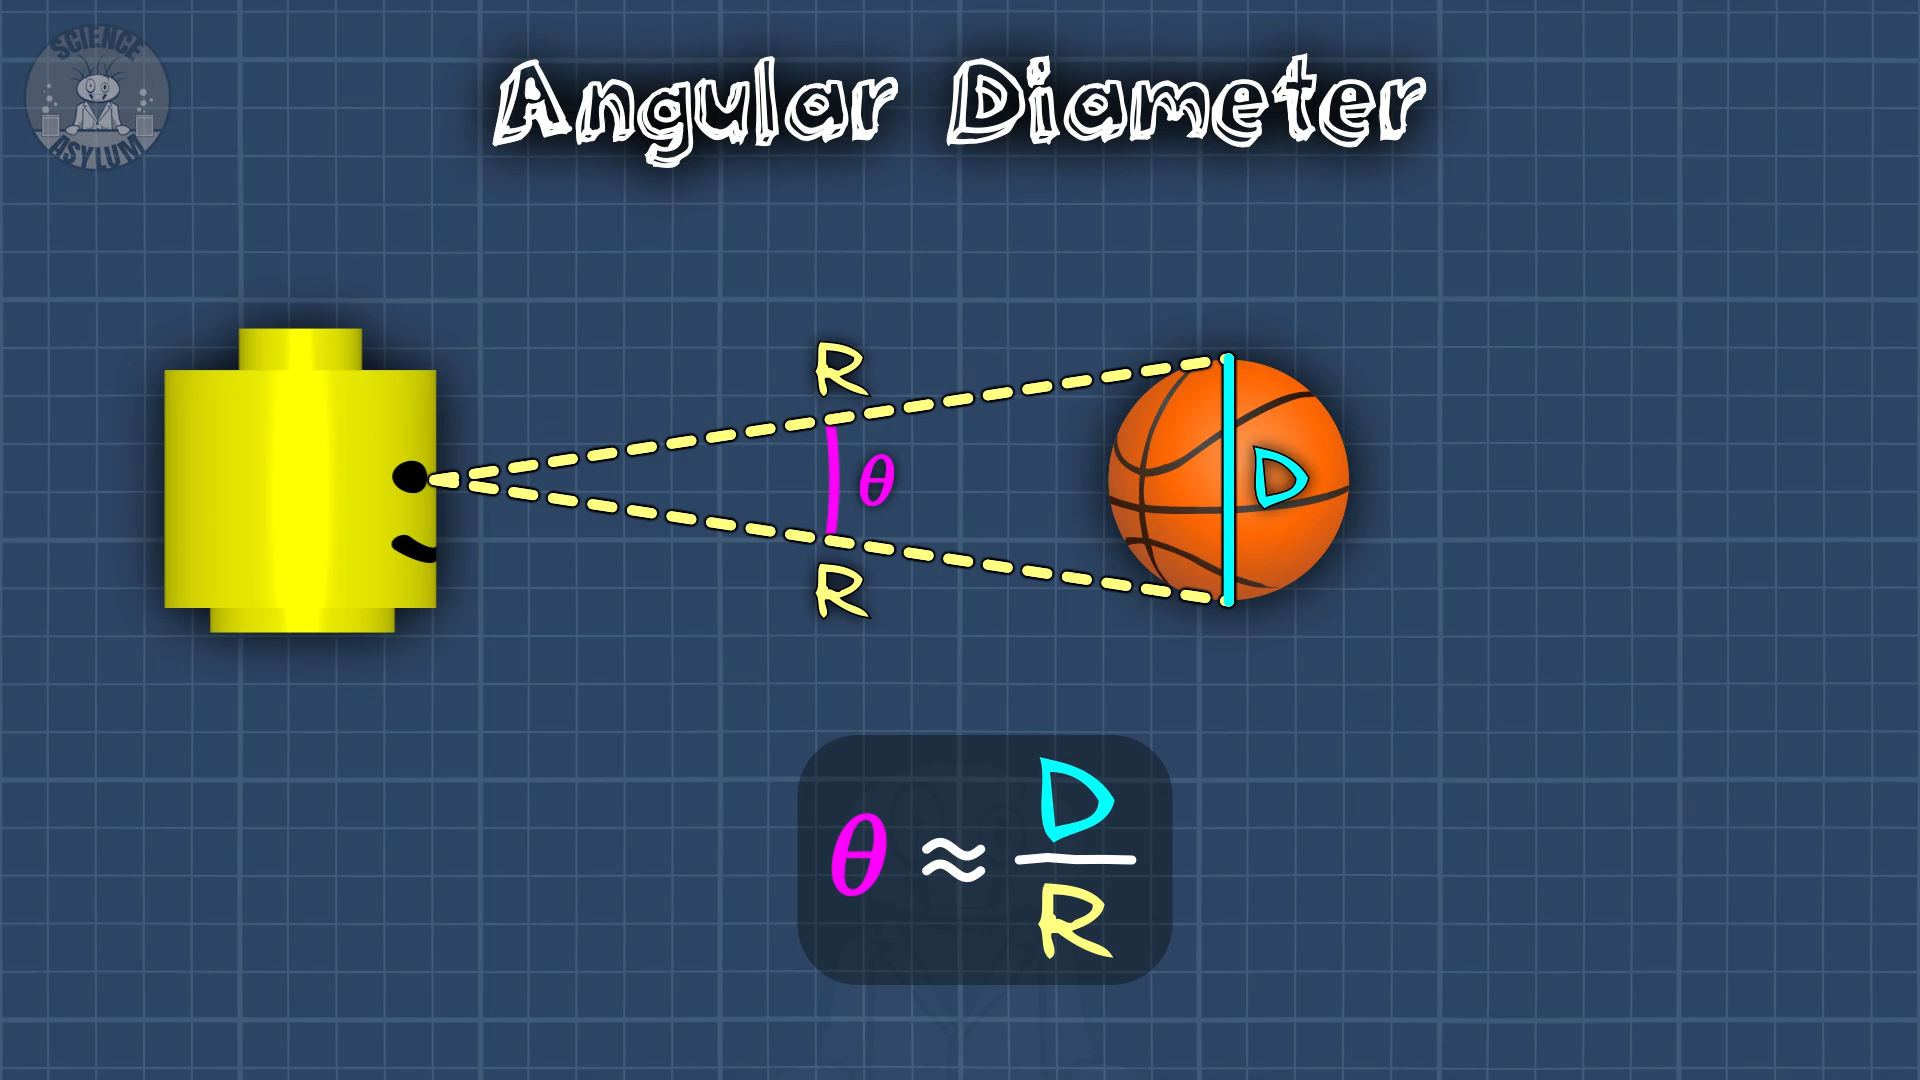 SCIENCE
ASYLUM
Angular Diameter
R
θ
D
R
θ ≈ D
R